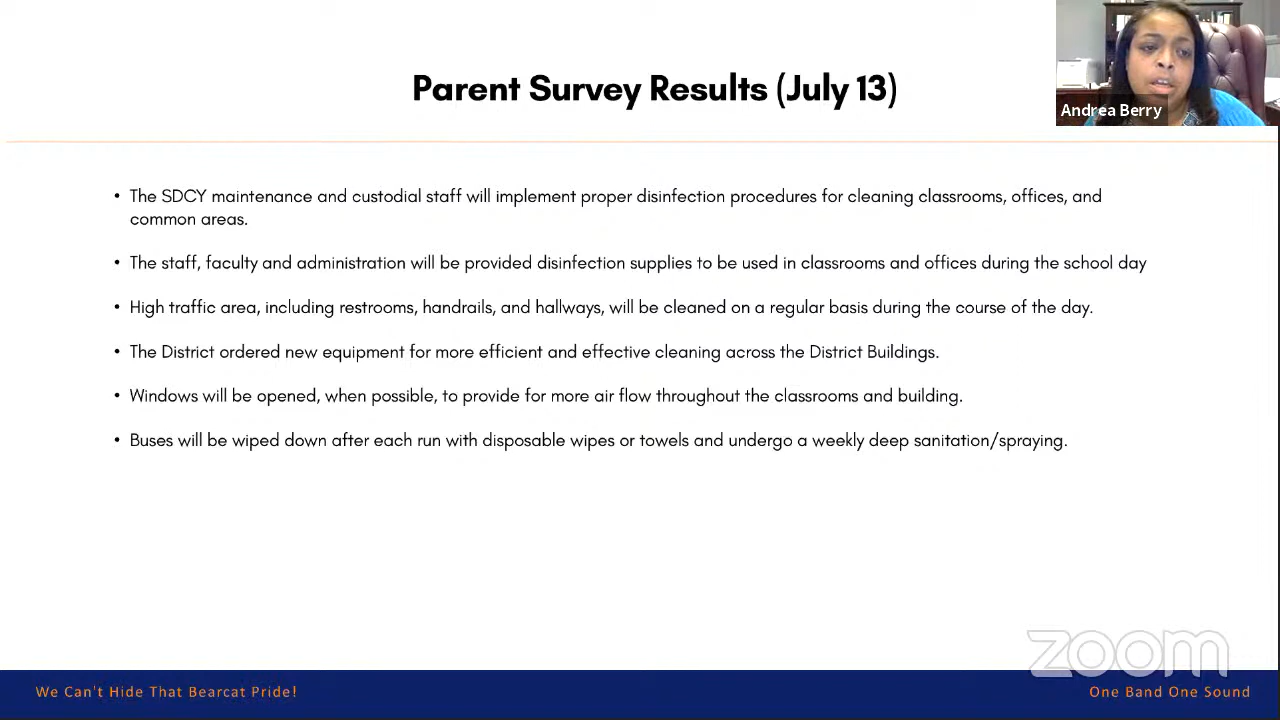 Parent Survey Results (July 13)
Andrea Berry
• The SDCY maintenance and custodial staff will implement proper disinfection procedures for cleaning classrooms, offices, and
common areas.
• The staff, faculty and administration will be provided disinfection supplies to be used in classrooms and offices during the school day
• High traffic area, including restrooms, handrails, and hallways, will be cleaned on a regular basis during the course of the day.
• The District ordered new equipment for more efficient and effective cleaning across the District Buildings.
• Windows will be opened, when possible, to provide for more air flow throughout the classrooms and building.
• Buses will be wiped down after each run with disposable wipes or towels and undergo a weekly deep sanitation/spraying.
zoom
We Can't Hide That Bearcat Pride!
One Band One Sound